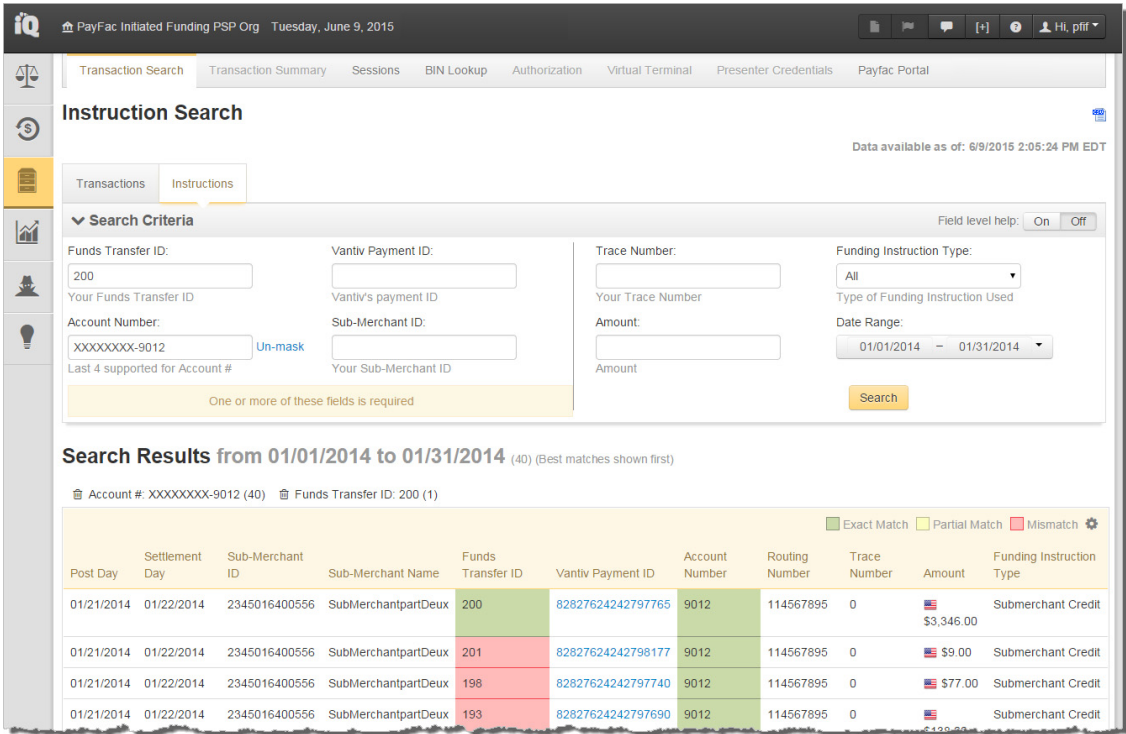 iQ PayFac Initiated Funding PSP Org Tuesday, June 9, 2015 [+] ? Hi, pfif
Transaction Search Transaction Summary Sessions BIN Lookup Authorization Virtual Terminal Presenter Credentials Payfac Portal
Instruction Search
CSV
Data available as of: 6/9/2015 2:05:24 PM EDT
Transactions Instructions
Search Criteria Field level help: On Off
Funds Transfer ID: Vantiv Payment ID: Trace Number: Funding Instruction Type:
200 All
Your Funds Transfer ID Vantiv's payment ID Your Trace Number Type of Funding Instruction Used
Account Number: Sub-Merchant ID: Amount: Date Range:
XXXXXXXX-9012 Un-mask 01/01/2014 – 01/31/2014
Last 4 supported for Account # Your Sub-Merchant ID Amount
One or more of these fields is required Search
Search Results from 01/01/2014 to 01/31/2014 (40) (Best matches shown first)
Account #: XXXXXXXX-9012 (40) Funds Transfer ID: 200 (1)
Exact Match Partial Match Mismatch
Post Day Settlement Day Sub-Merchant ID Sub-Merchant Name Funds Transfer ID Vantiv Payment ID Account Number Routing Number Trace Number Amount Funding Instruction Type
01/21/2014 01/22/2014 2345016400556 SubMerchantpartDeux 200 82827624242797765 9012 114567895 0 $3,346.00 Submerchant Credit
01/21/2014 01/22/2014 2345016400556 SubMerchantpartDeux 201 82827624242798177 9012 114567895 0 $9.00 Submerchant Credit
01/21/2014 01/22/2014 2345016400556 SubMerchantpartDeux 198 82827624242797740 9012 114567895 0 $77.00 Submerchant Credit
01/21/2014 01/22/2014 2345016400556 SubMerchantpartDeux 193 82827624242797690 9012 114567895 0 Submerchant Credit